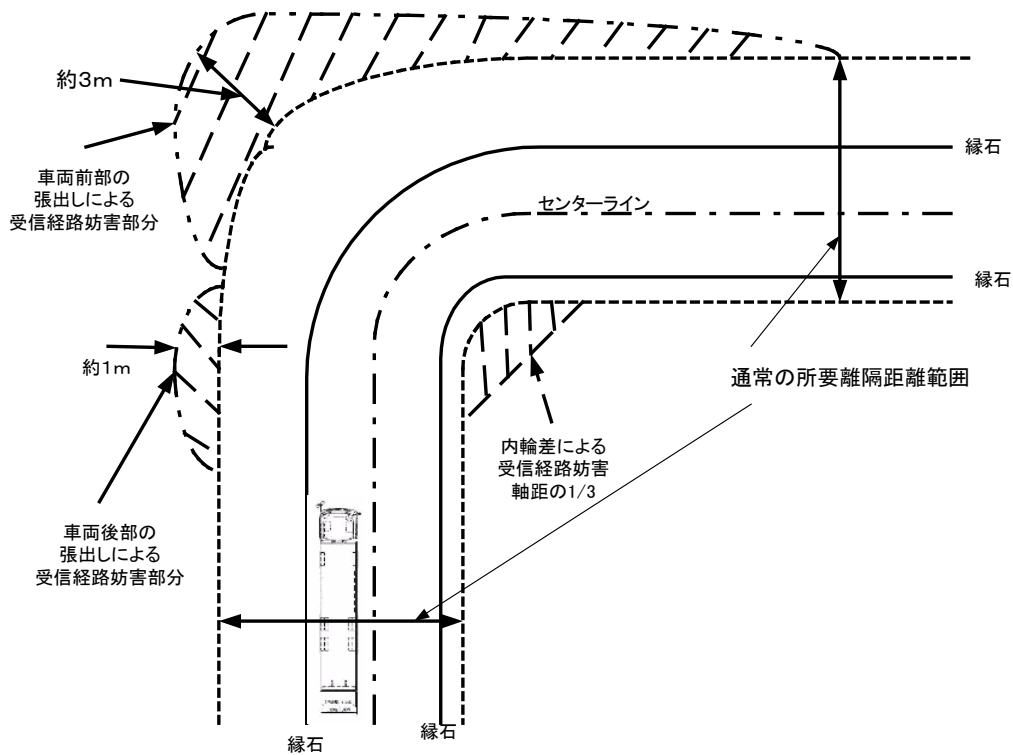 約3m
車両前部の
張出しによる
受信経路妨害部分
縁石
センターライン
縁石
約1m
通常の所要離隔距離範囲
内輪差による
受信経路妨害
軸距の1/3
車両後部の
張出しによる
受信経路妨害部分
縁石
縁石